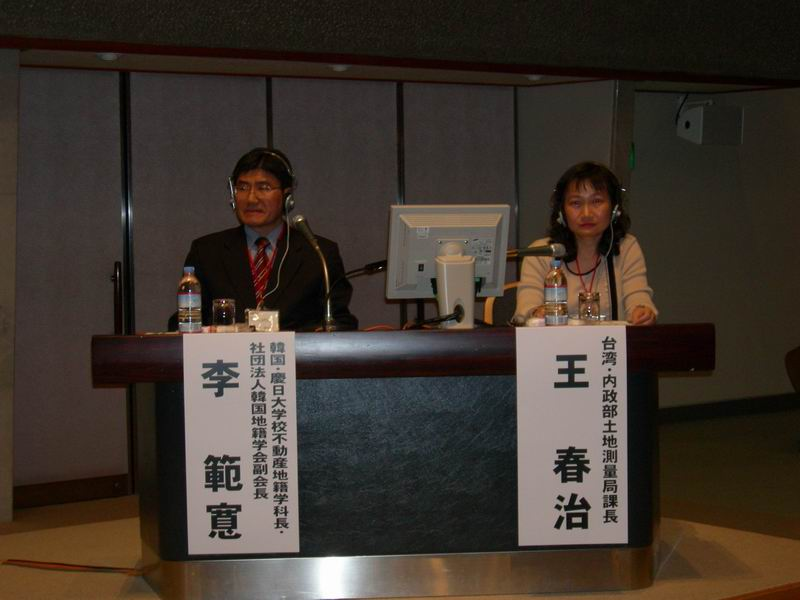 韓国・慶日大学校不動産地籍学科長・
社団法人韓国地籍学会副会長
李 範寛
台湾・内政部土地測量局課長
王 春治